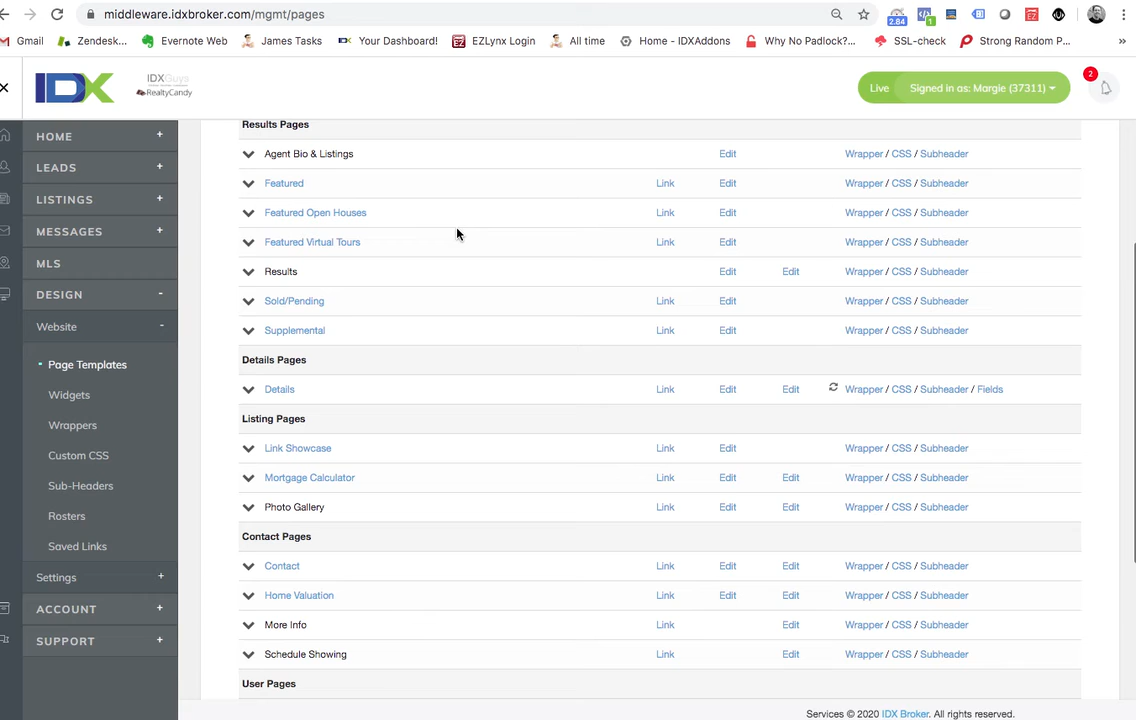 middleware.idxbroker.com/mgmt/pages
2.84
1
EZ
Gmail
Zendesk...
Evernote Web
James Tasks
Your Dashboard!
EZLynx Login
All time
Home - IDXAddons
Why No Padlock?...
SSL-check
Strong Random P...
»
IDX
IDXGuys
RealtyCandy
Live Signed in as: Margie (37311)
2
HOME +
LEADS +
LISTINGS +
MESSAGES +
MLS
DESIGN -
Website -
Page Templates
Widgets
Wrappers
Custom CSS
Sub-Headers
Rosters
Saved Links
Settings +
ACCOUNT +
SUPPORT +
Results Pages
Agent Bio & Listings Edit Wrapper / CSS / Subheader
Featured Link Edit Wrapper / CSS / Subheader
Featured Open Houses Link Edit Wrapper / CSS / Subheader
Featured Virtual Tours Link Edit Wrapper / CSS / Subheader
Results Edit Edit Wrapper / CSS / Subheader
Sold/Pending Link Edit Wrapper / CSS / Subheader
Supplemental Link Edit Wrapper / CSS / Subheader
Details Pages
Details Link Edit Edit Wrapper / CSS / Subheader / Fields
Listing Pages
Link Showcase Link Edit Wrapper / CSS / Subheader
Mortgage Calculator Link Edit Edit Wrapper / CSS / Subheader
Photo Gallery Link Edit Edit Wrapper / CSS / Subheader
Contact Pages
Contact Link Edit Edit Wrapper / CSS / Subheader
Home Valuation Link Edit Edit Wrapper / CSS / Subheader
More Info Link Edit Wrapper / CSS / Subheader
Schedule Showing Link Edit Wrapper / CSS / Subheader
User Pages
Services © 2020 IDX Broker. All rights reserved.